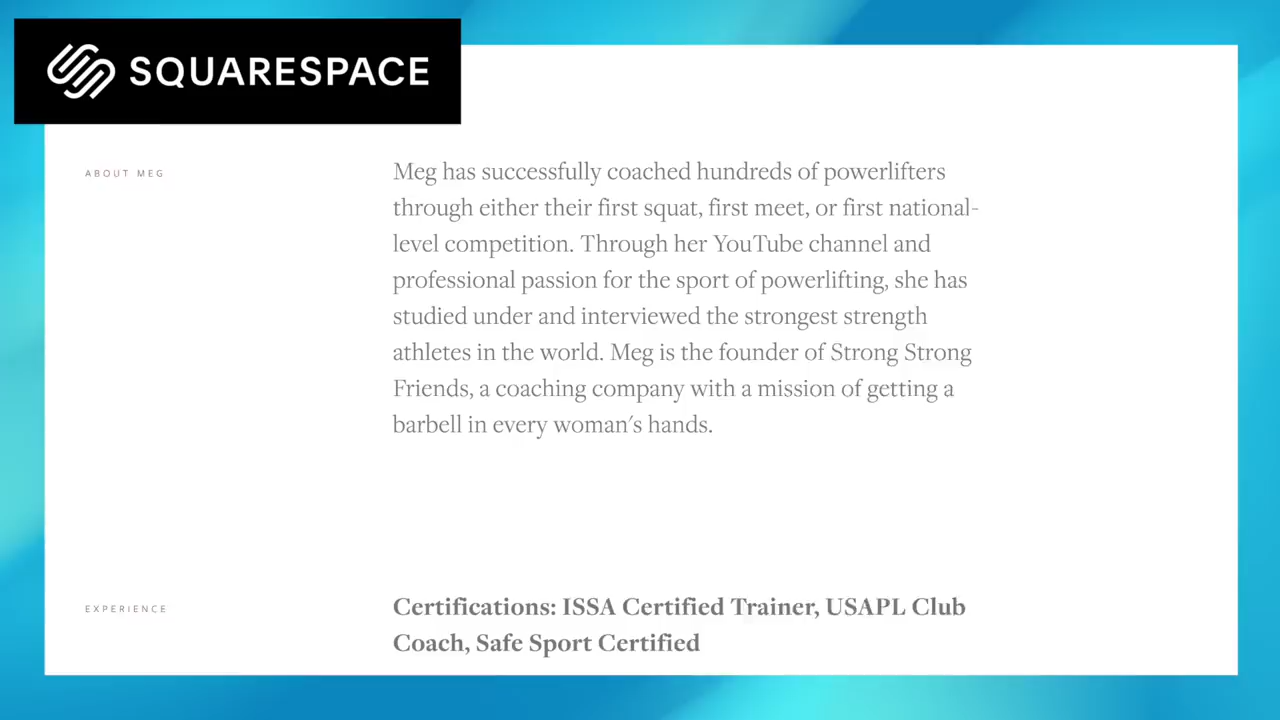 SQUARESPACE
ABOUT MEG
Meg has successfully coached hundreds of powerlifters
through either their first squat, first meet, or first national-
level competition. Through her YouTube channel and
professional passion for the sport of powerlifting, she has
studied under and interviewed the strongest strength
athletes in the world. Meg is the founder of Strong Strong
Friends, a coaching company with a mission of getting a
barbell in every woman's hands.
EXPERIENCE
Certifications: ISSA Certified Trainer, USAPL Club
Coach, Safe Sport Certified